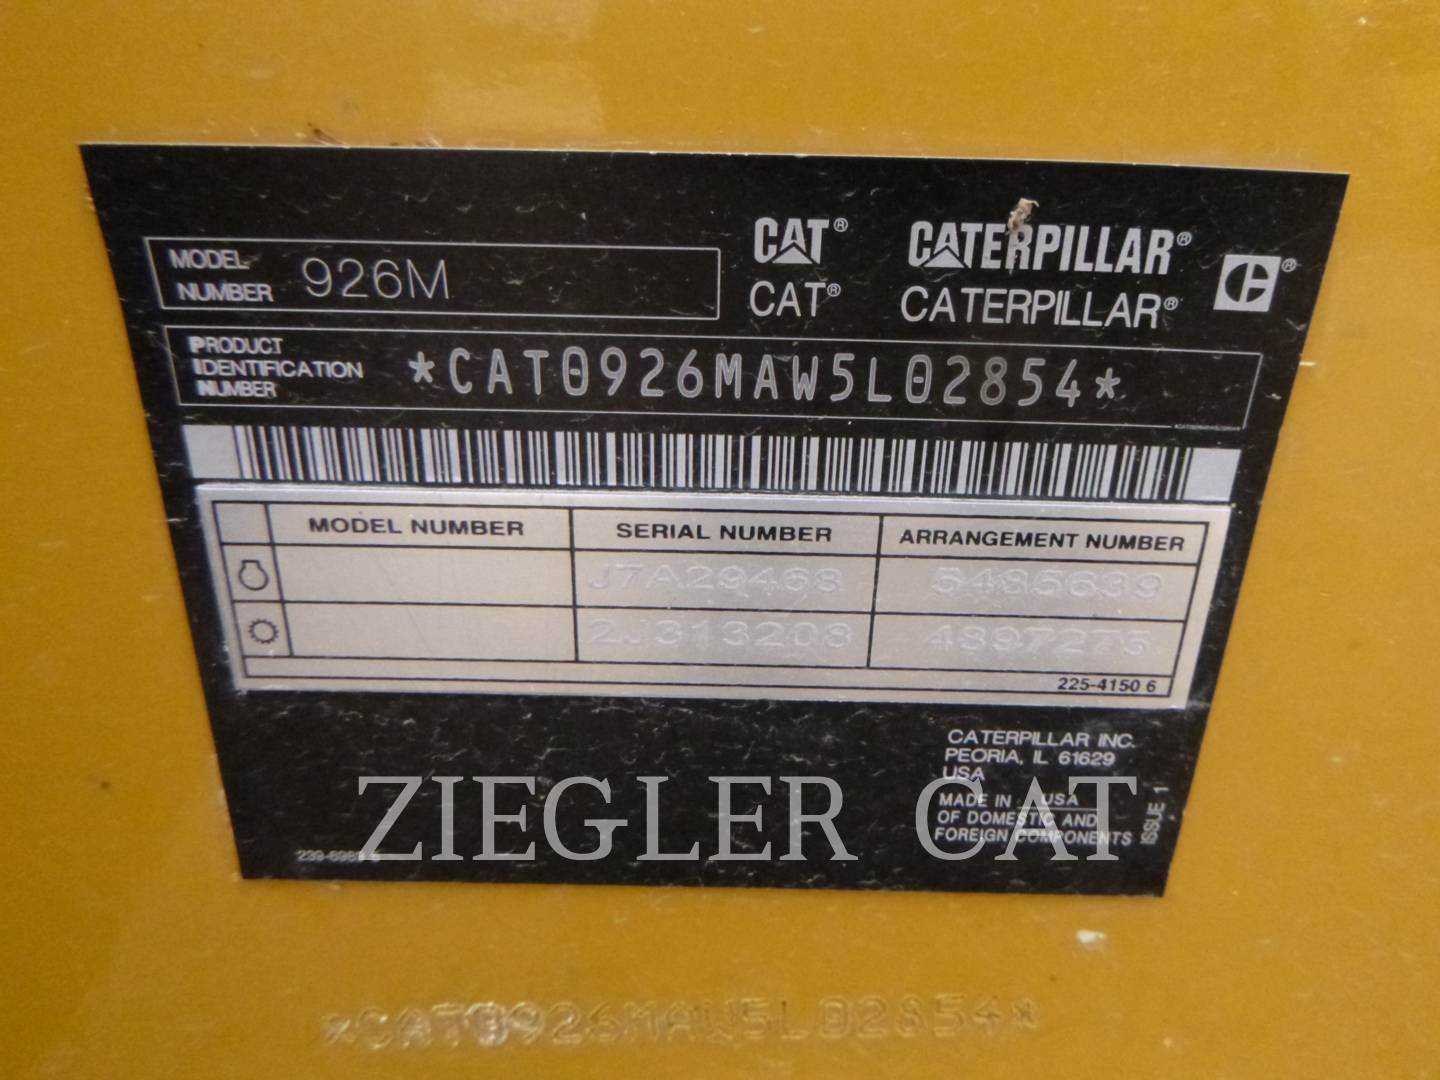 MODEL NUMBER 926M
CAT® CATERPILLAR®
CAT® CATERPILLAR®
PRODUCT
IDENTIFICATION
NUMBER
*CAT0926MAW5L02854*
MODEL NUMBER SERIAL NUMBER ARRANGEMENT NUMBER
J7A29468 5485639
2J313208 4897275
225-4150 6
CATERPILLAR INC.
PEORIA, IL 61629
USA
MADE IN USA
OF DOMESTIC AND
FOREIGN COMPONENTS
ISSUE 1
ZIEGLER CAT
*CAT0926MAW5L02854*